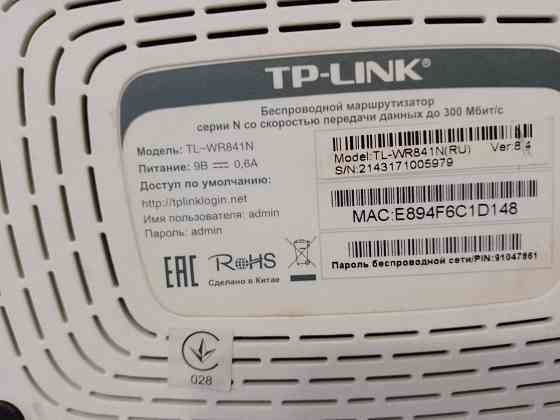 TP-LINK®
Беспроводной маршрутизатор
серии N со скоростью передачи данных до 300 Мбит/с
Модель: TL-WR841N
Питание: 9В ⎓ 0,6А
Доступ по умолчанию:
http://tplinklogin.net
Имя пользователя: admin
Пароль: admin
Model:TL-WR841N(RU) Ver:8.4
S/N:2143171005979
MAC:E894F6C1D148
Пароль беспроводной сети/PIN:91047861
EAC
RoHS
Сделано в Китае
028